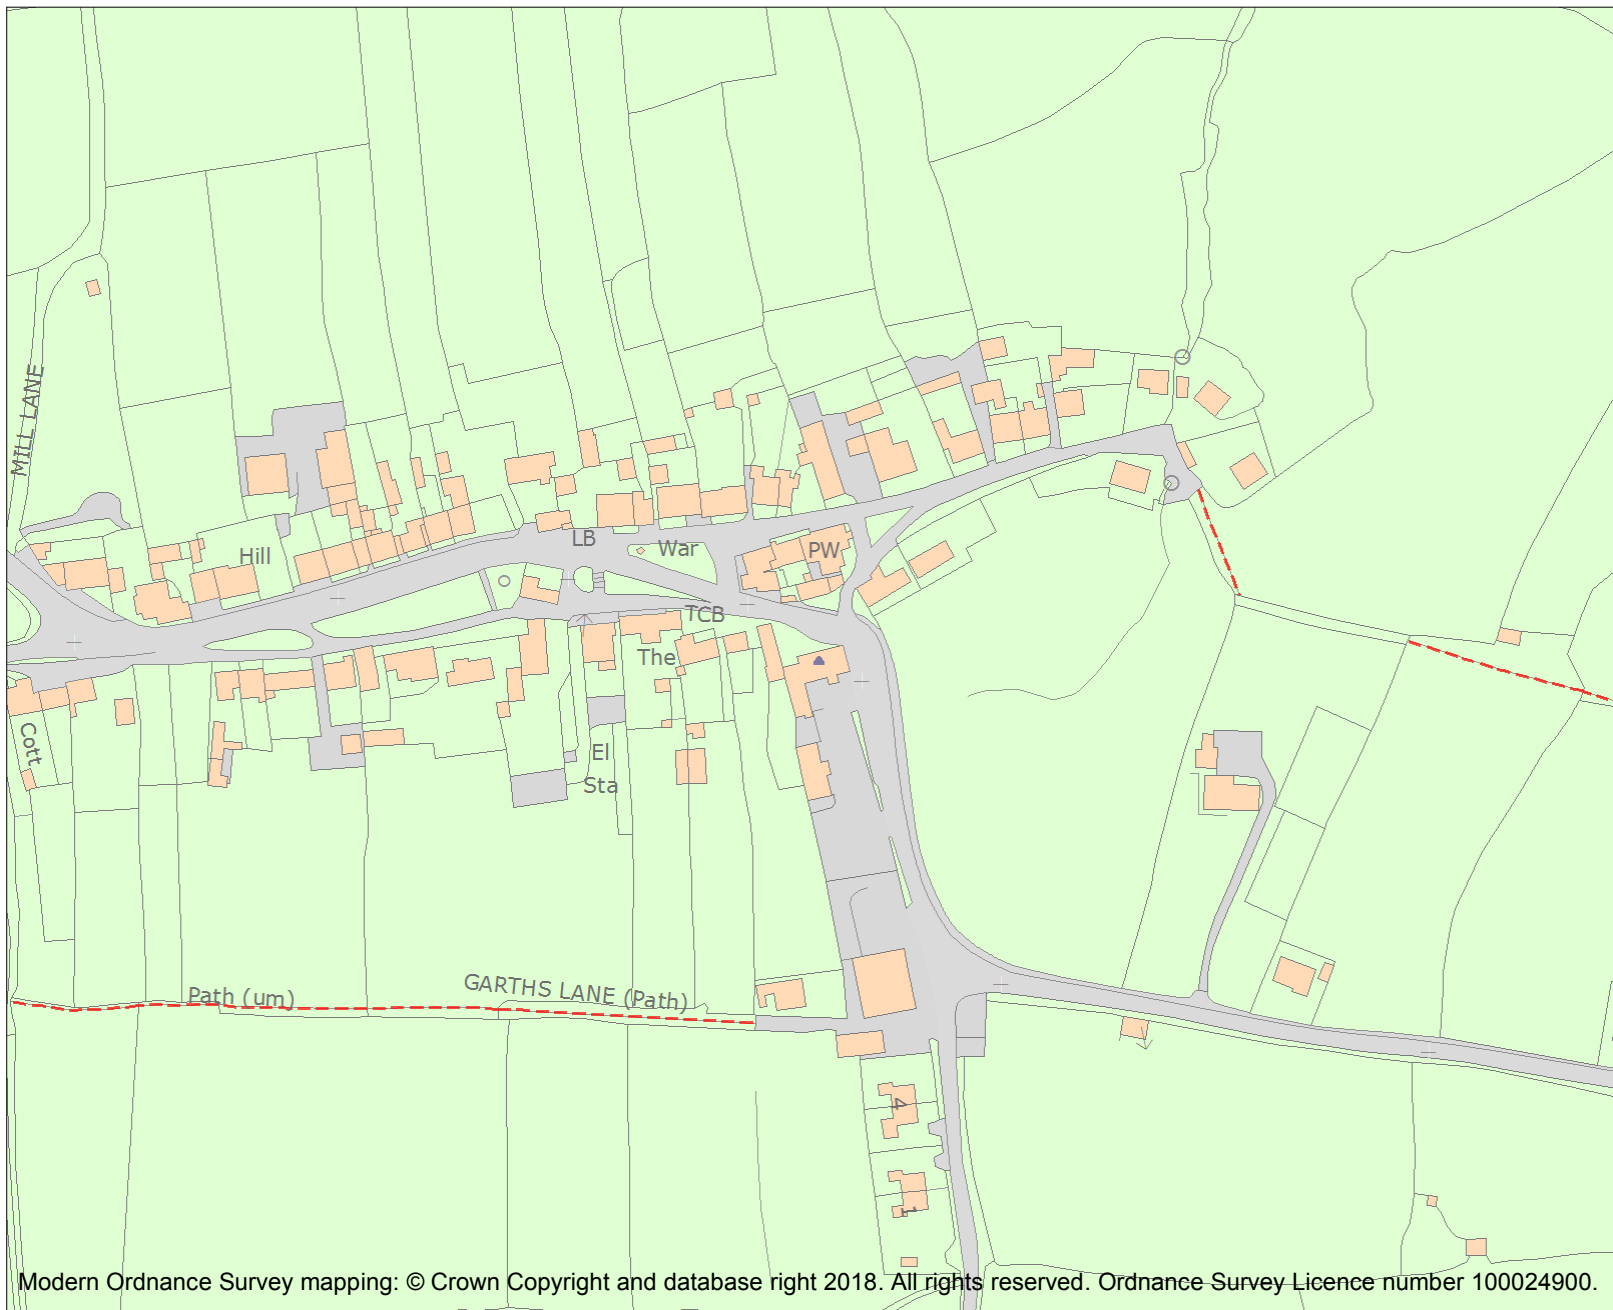 MILL LANE
Hill
LB
War
PW
TCB
The
Cott
El
Sta
Path (um)
GARTHS LANE (Path)
4
1
Modern Ordnance Survey mapping: © Crown Copyright and database right 2018. All rights reserved. Ordnance Survey Licence number 100024900.